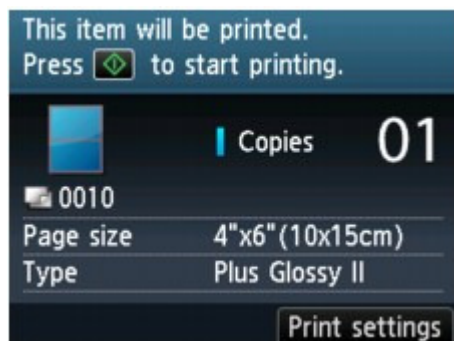 This item will be printed.
Press to start printing.
Copies 01
0010
Page size 4"x6"(10x15cm)
Type Plus Glossy II
Print settings